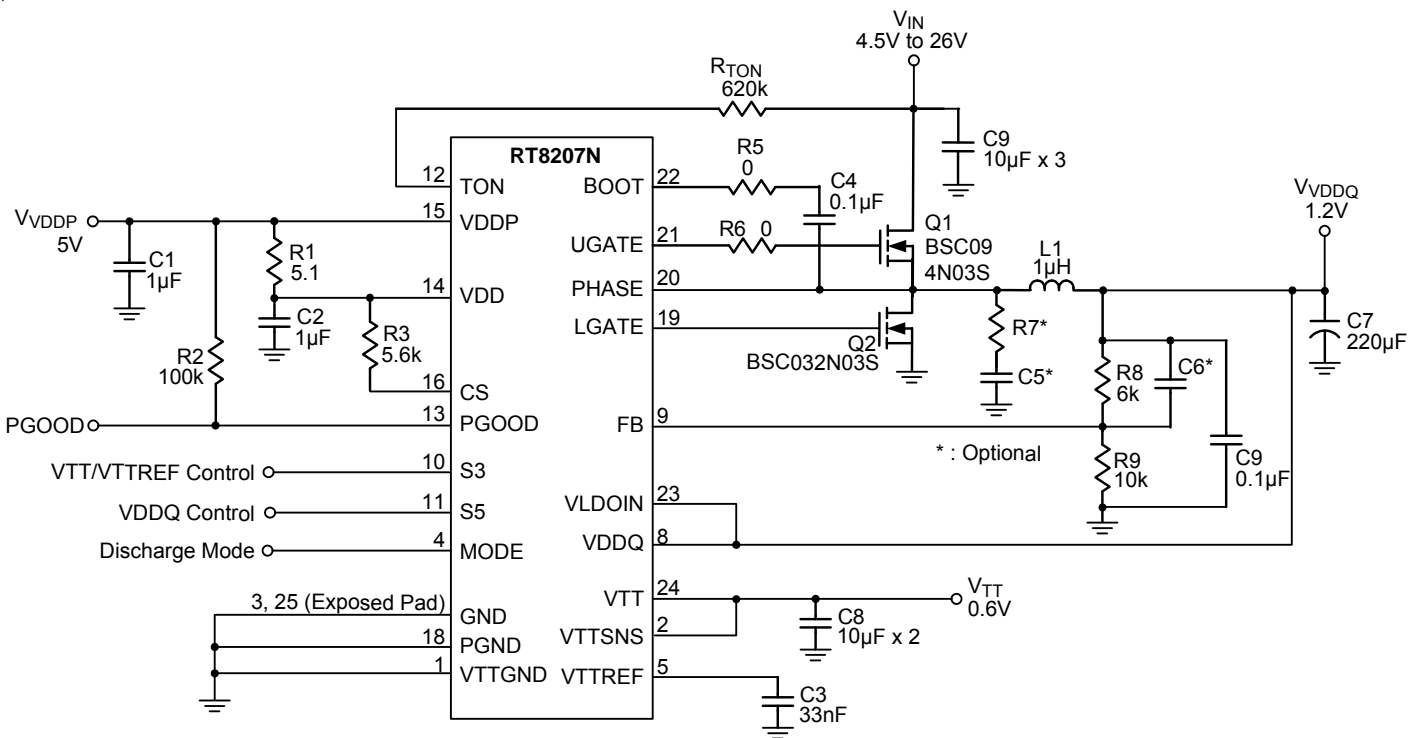 V_IN
4.5V to 26V
R_TON
620k
C9
10µF x 3
RT8207N
R5
0
C4
0.1µF
12 TON
BOOT 22
V_VDDP
5V
15 VDDP
V_VDDQ
1.2V
R6 0
Q1
BSC09
4N03S
UGATE 21
C1
1µF
R1
5.1
L1
1µH
14 VDD
PHASE 20
C2
1µF
R3
5.6k
LGATE 19
Q2
BSC032N03S
R7*
C7
220µF
R2
100k
C5*
R8
6k
C6*
16 CS
PGOOD
13 PGOOD
FB 9
* : Optional
R9
10k
C9
0.1µF
VTT/VTTREF Control
10 S3
VLDOIN 23
VDDQ Control
11 S5
VDDQ 8
Discharge Mode
4 MODE
3, 25 (Exposed Pad)
GND
VTT 24
V_TT
0.6V
C8
10µF x 2
18 PGND
VTTSNS 2
1 VTTGND
VTTREF 5
C3
33nF